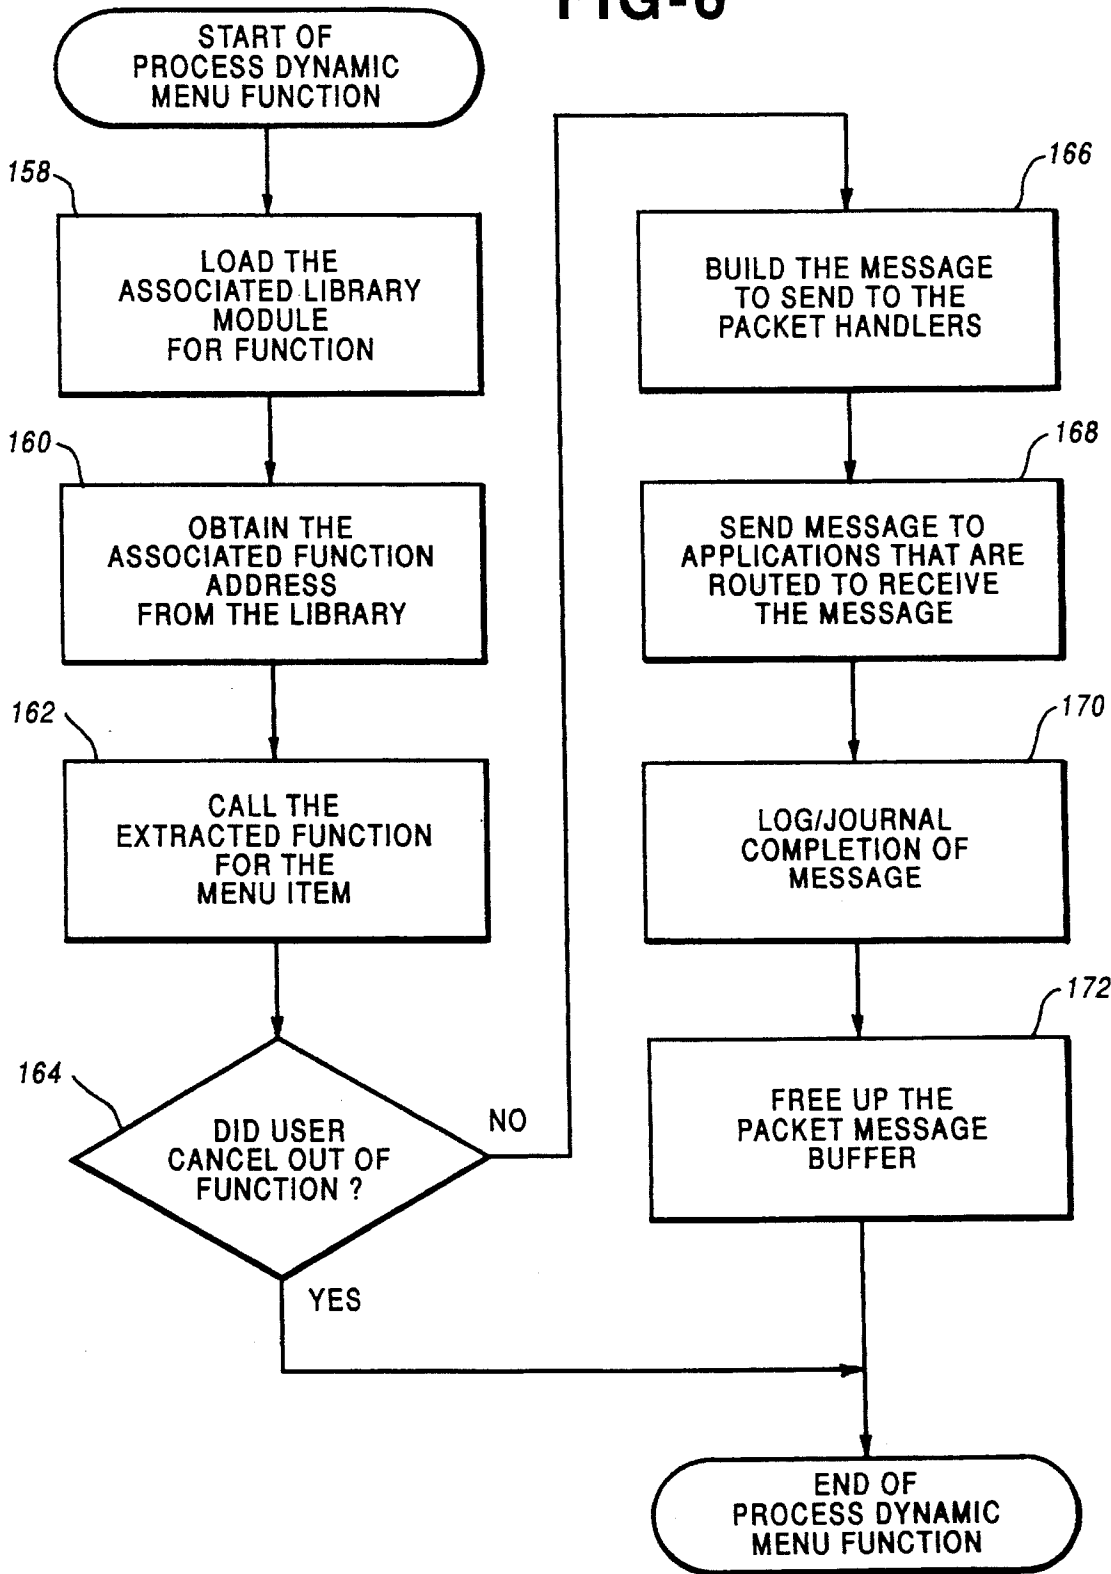 START OF
PROCESS DYNAMIC
MENU FUNCTION
158
LOAD THE
ASSOCIATED LIBRARY
MODULE
FOR FUNCTION
160
OBTAIN THE
ASSOCIATED FUNCTION
ADDRESS
FROM THE LIBRARY
162
CALL THE
EXTRACTED FUNCTION
FOR THE
MENU ITEM
164
DID USER
CANCEL OUT OF
FUNCTION ?
NO
YES
166
BUILD THE MESSAGE
TO SEND TO THE
PACKET HANDLERS
168
SEND MESSAGE TO
APPLICATIONS THAT ARE
ROUTED TO RECEIVE
THE MESSAGE
170
LOG/JOURNAL
COMPLETION OF
MESSAGE
172
FREE UP THE
PACKET MESSAGE
BUFFER
END OF
PROCESS DYNAMIC
MENU FUNCTION